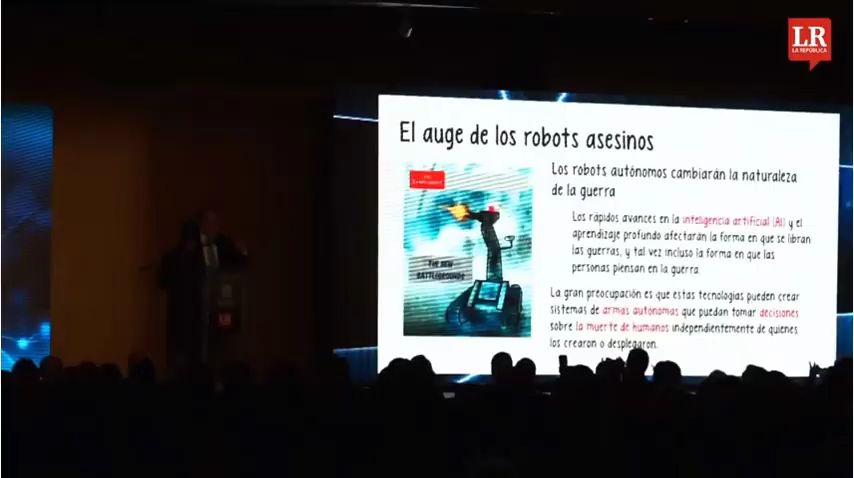 LR
LA REPÚBLICA
El auge de los robots asesinos
Los robots autónomos cambiarán la naturaleza
de la guerra
Los rápidos avances en la inteligencia artificial (AI) y el
aprendizaje profundo afectarán la forma en que se libran
las guerras, y tal vez incluso la forma en que las
personas piensan en la guerra.
THE NEW
BATTLEGROUNDS
La gran preocupación es que estas tecnologías pueden crear
sistemas de armas autónomas que puedan tomar decisiones
sobre la muerte de humanos independientemente de quienes
los crearon o desplegaron.